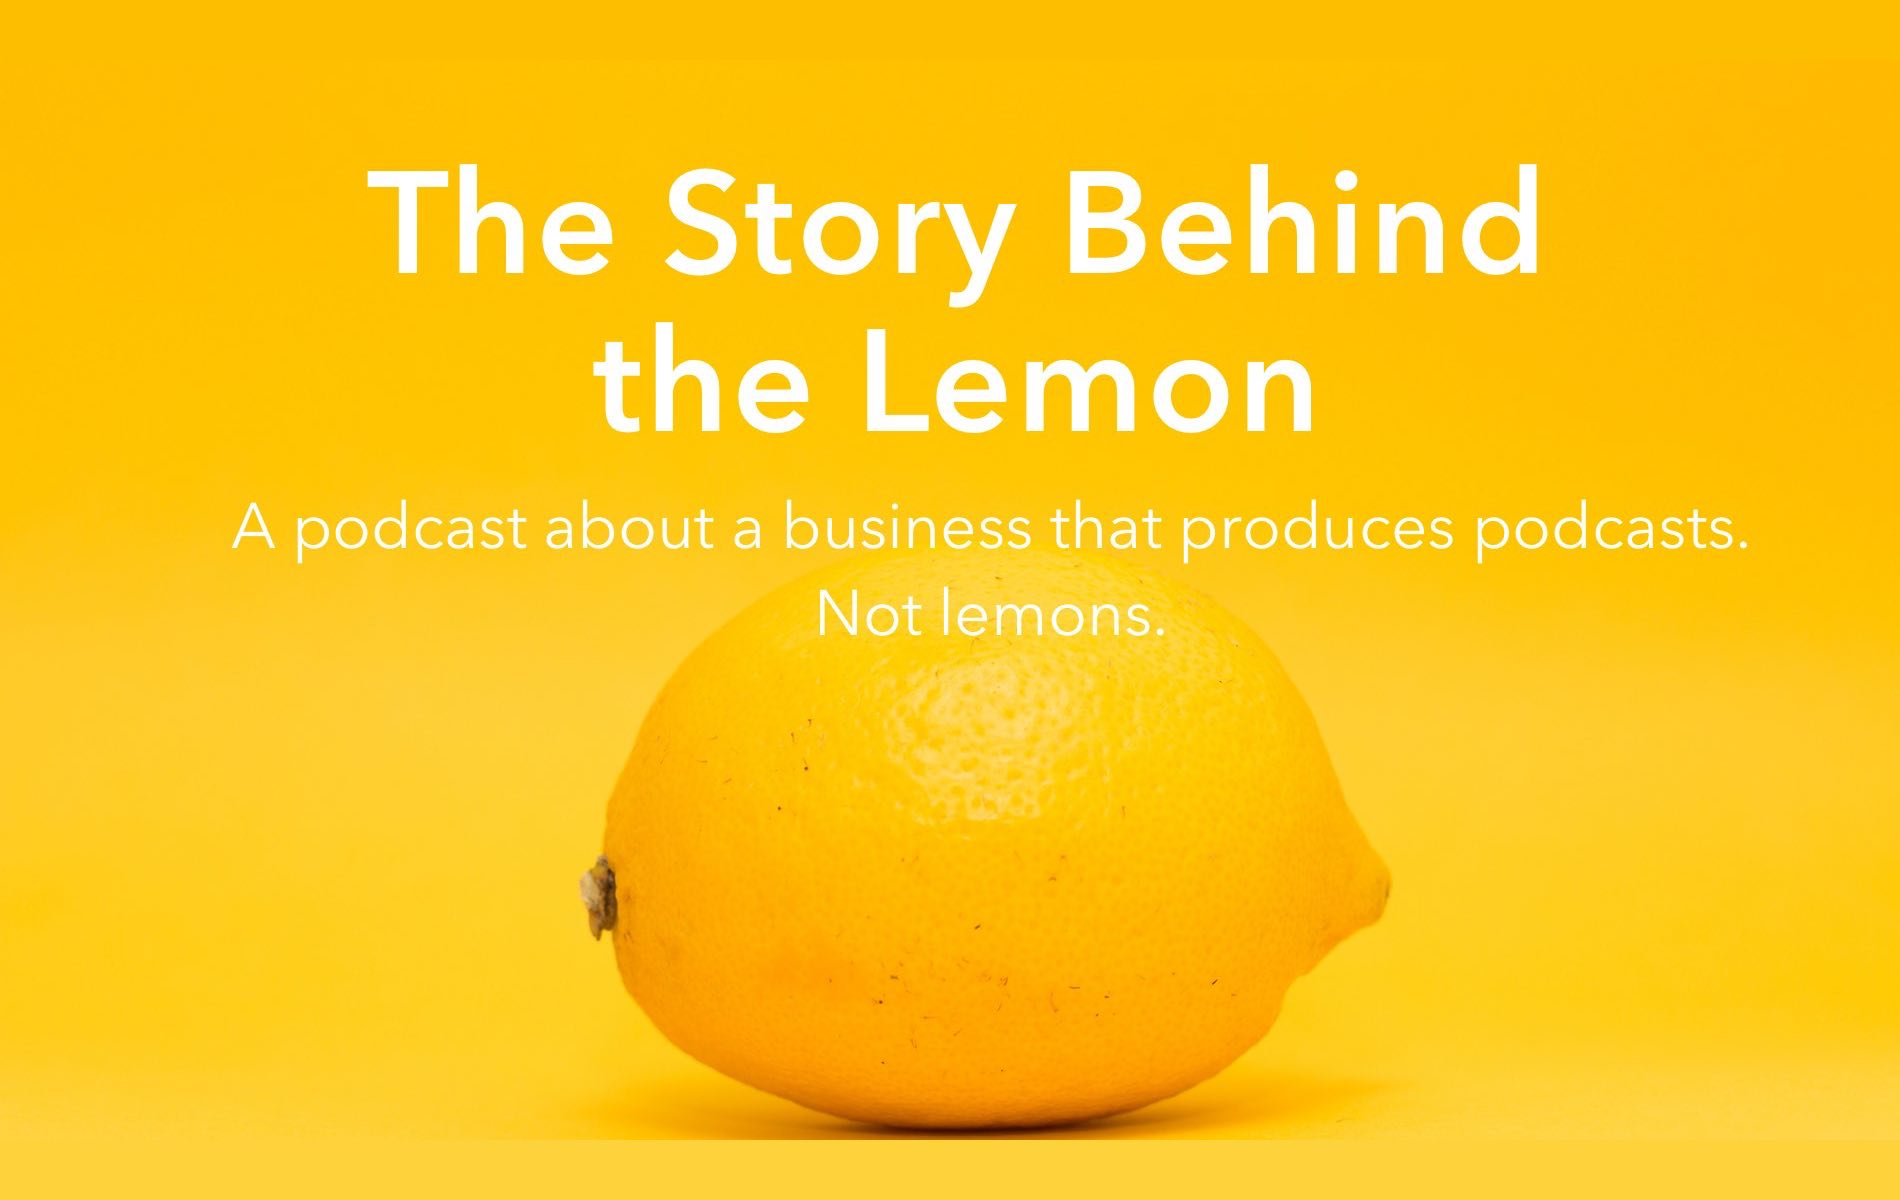 The Story Behind
the Lemon
A podcast about a business that produces podcasts.
Not lemons.